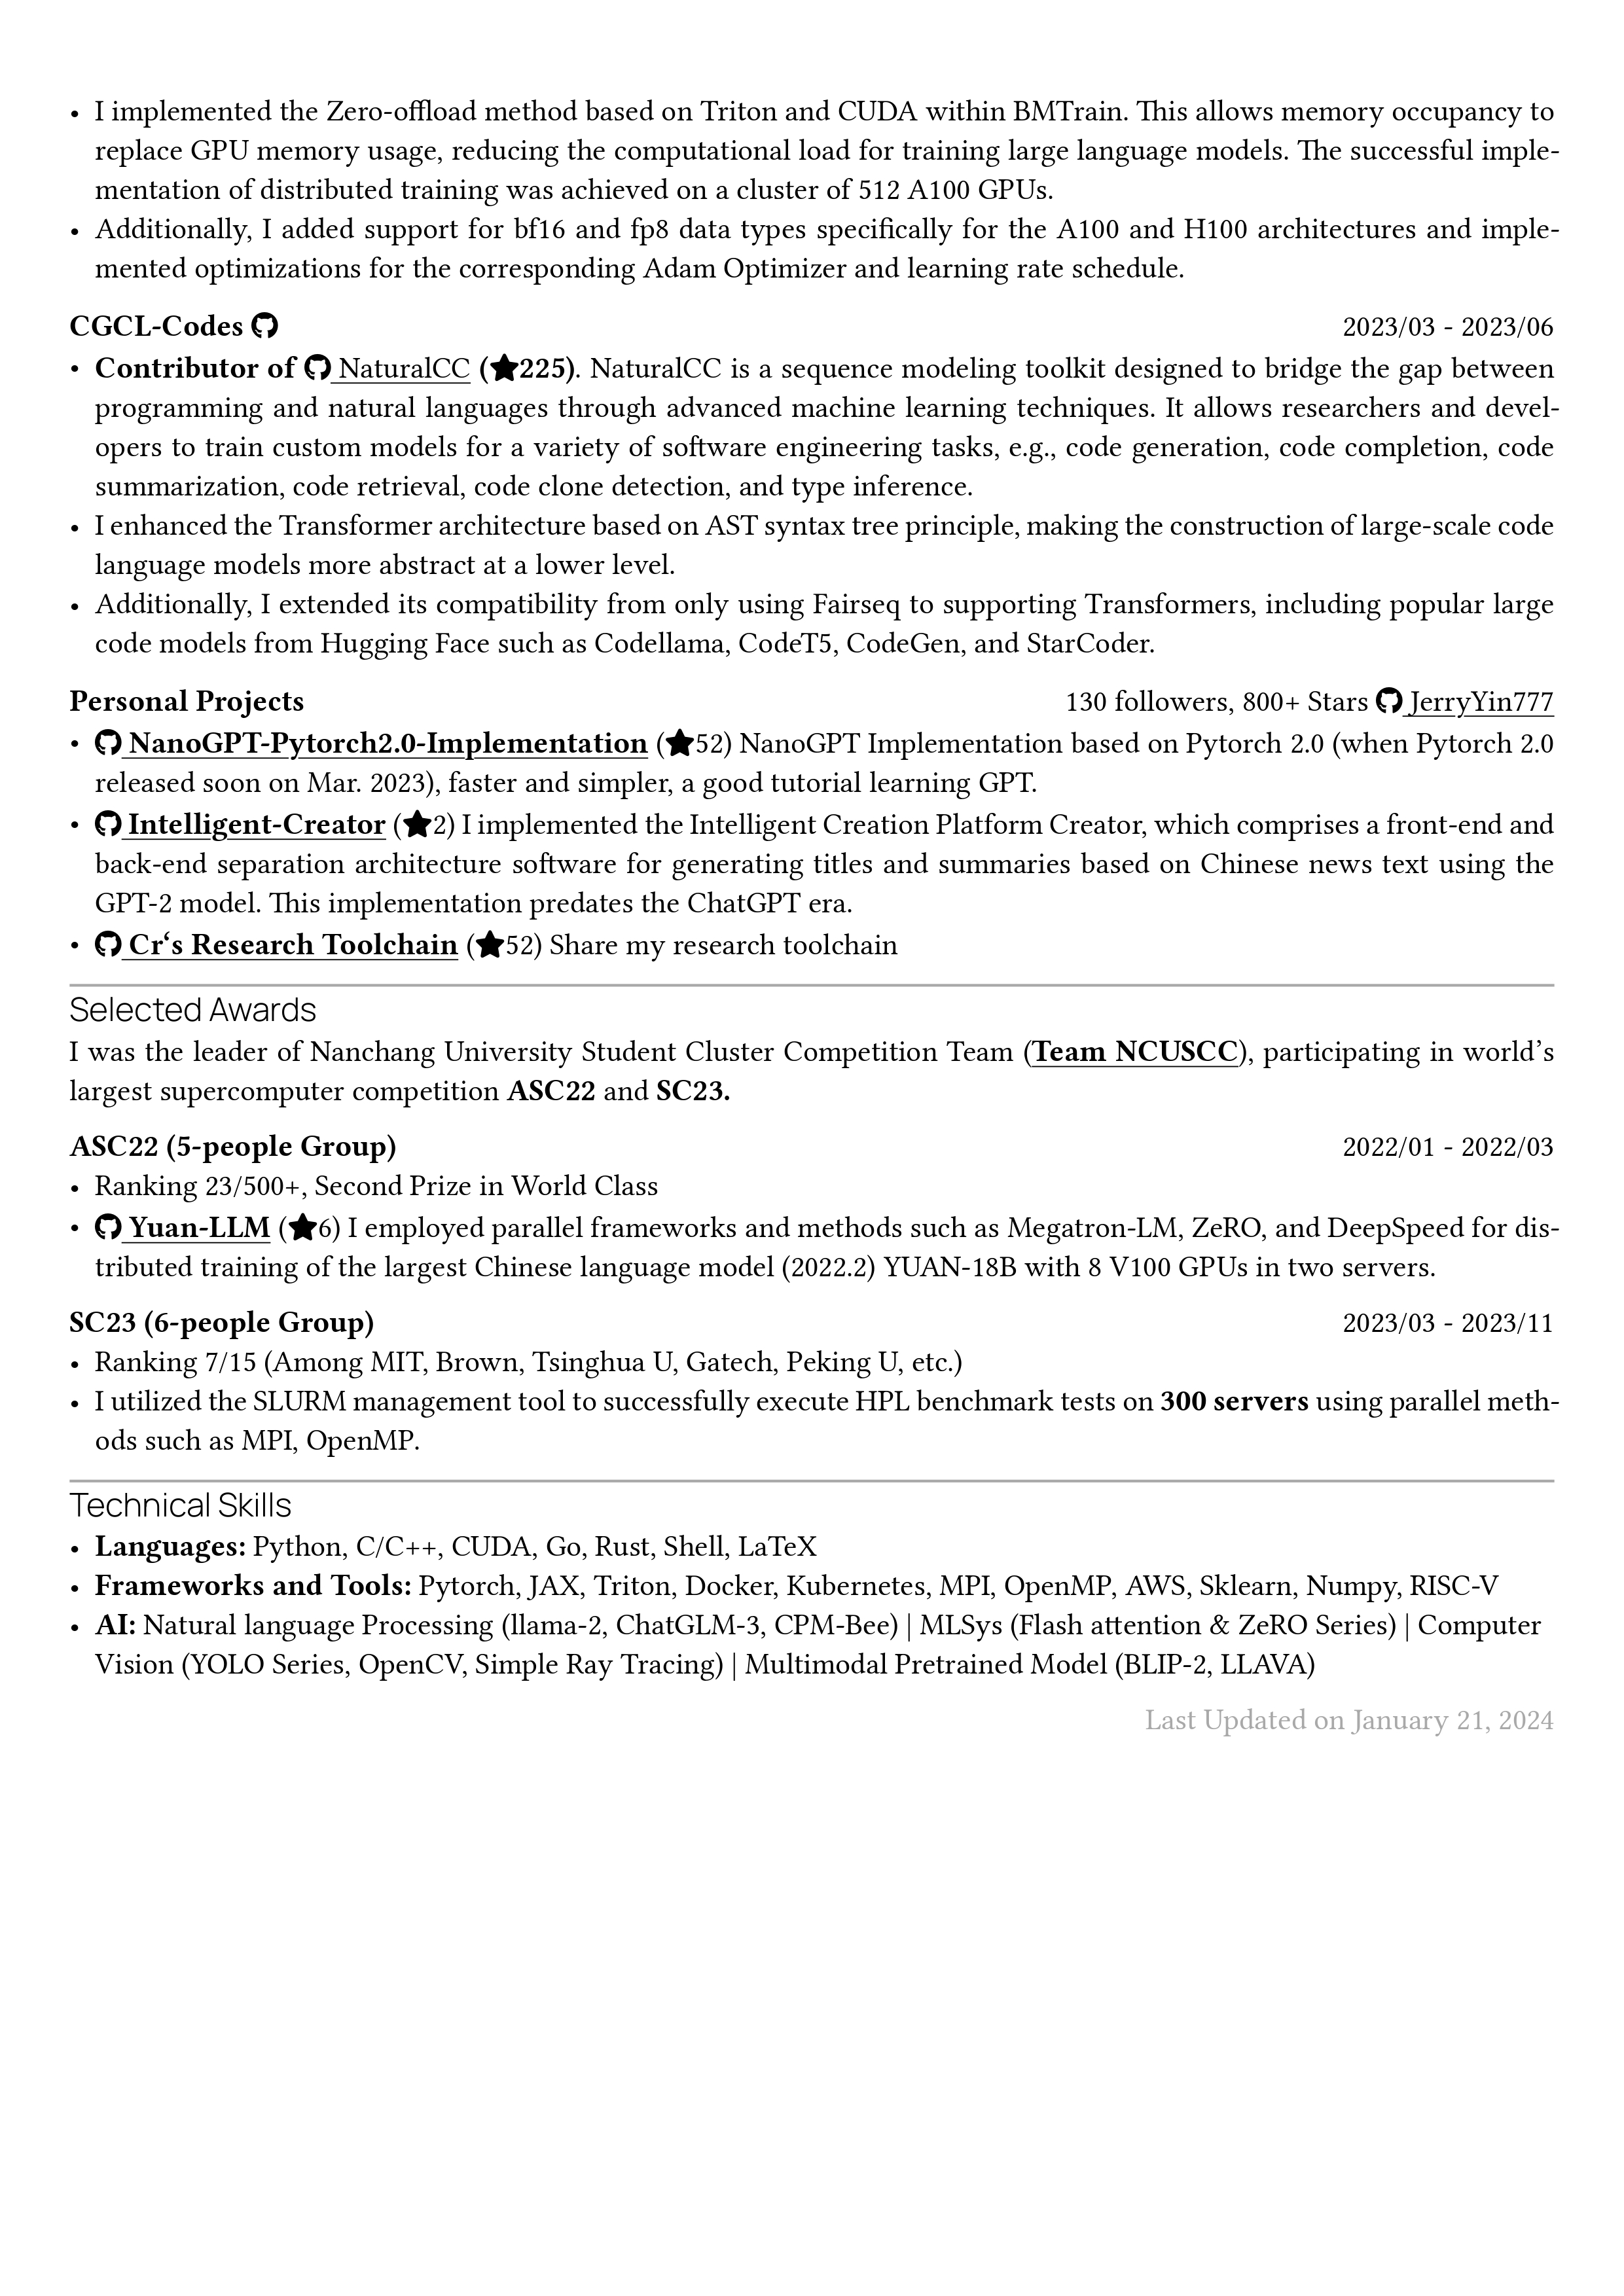 • I implemented the Zero-offload method based on Triton and CUDA within BMTrain. This allows memory occupancy to
replace GPU memory usage, reducing the computational load for training large language models. The successful imple-
mentation of distributed training was achieved on a cluster of 512 A100 GPUs.
• Additionally, I added support for bf16 and fp8 data types specifically for the A100 and H100 architectures and imple-
mented optimizations for the corresponding Adam Optimizer and learning rate schedule.
CGCL-Codes 2023/03 - 2023/06
• Contributor of NaturalCC (★225). NaturalCC is a sequence modeling toolkit designed to bridge the gap between
programming and natural languages through advanced machine learning techniques. It allows researchers and devel-
opers to train custom models for a variety of software engineering tasks, e.g., code generation, code completion, code
summarization, code retrieval, code clone detection, and type inference.
• I enhanced the Transformer architecture based on AST syntax tree principle, making the construction of large-scale code
language models more abstract at a lower level.
• Additionally, I extended its compatibility from only using Fairseq to supporting Transformers, including popular large
code models from Hugging Face such as Codellama, CodeT5, CodeGen, and StarCoder.
Personal Projects 130 followers, 800+ Stars JerryYin777
• NanoGPT-Pytorch2.0-Implementation (★52) NanoGPT Implementation based on Pytorch 2.0 (when Pytorch 2.0
released soon on Mar. 2023), faster and simpler, a good tutorial learning GPT.
• Intelligent-Creator (★2) I implemented the Intelligent Creation Platform Creator, which comprises a front-end and
back-end separation architecture software for generating titles and summaries based on Chinese news text using the
GPT-2 model. This implementation predates the ChatGPT era.
• Cr‘s Research Toolchain (★52) Share my research toolchain
Selected Awards
I was the leader of Nanchang University Student Cluster Competition Team (Team NCUSCC), participating in world’s
largest supercomputer competition ASC22 and SC23.
ASC22 (5-people Group) 2022/01 - 2022/03
• Ranking 23/500+, Second Prize in World Class
• Yuan-LLM (★6) I employed parallel frameworks and methods such as Megatron-LM, ZeRO, and DeepSpeed for dis-
tributed training of the largest Chinese language model (2022.2) YUAN-18B with 8 V100 GPUs in two servers.
SC23 (6-people Group) 2023/03 - 2023/11
• Ranking 7/15 (Among MIT, Brown, Tsinghua U, Gatech, Peking U, etc.)
• I utilized the SLURM management tool to successfully execute HPL benchmark tests on 300 servers using parallel meth-
ods such as MPI, OpenMP.
Technical Skills
• Languages: Python, C/C++, CUDA, Go, Rust, Shell, LaTeX
• Frameworks and Tools: Pytorch, JAX, Triton, Docker, Kubernetes, MPI, OpenMP, AWS, Sklearn, Numpy, RISC-V
• AI: Natural language Processing (llama-2, ChatGLM-3, CPM-Bee) | MLSys (Flash attention & ZeRO Series) | Computer
Vision (YOLO Series, OpenCV, Simple Ray Tracing) | Multimodal Pretrained Model (BLIP-2, LLAVA)
Last Updated on January 21, 2024